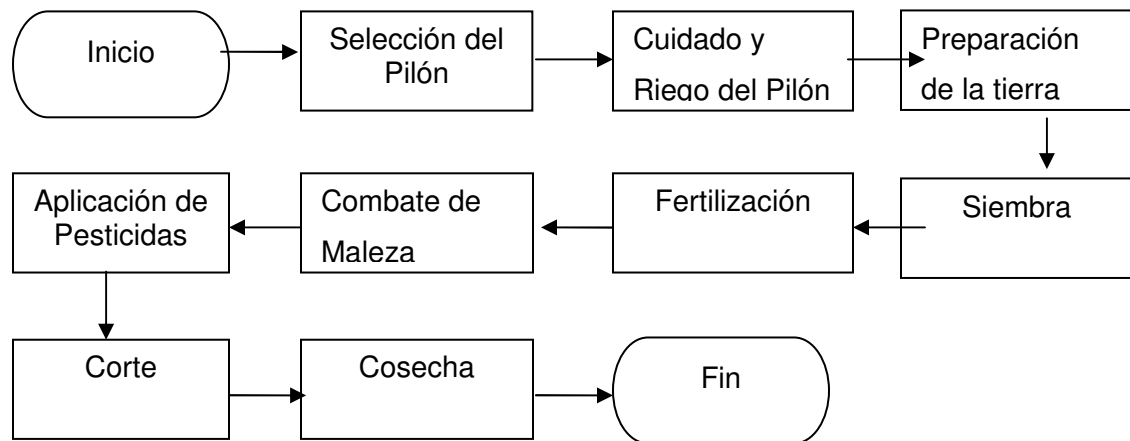 Inicio
Selección del
Pilón
Cuidado y
Riego del Pilón
Preparación
de la tierra
Siembra
Fertilización
Combate de
Maleza
Aplicación de
Pesticidas
Corte
Cosecha
Fin